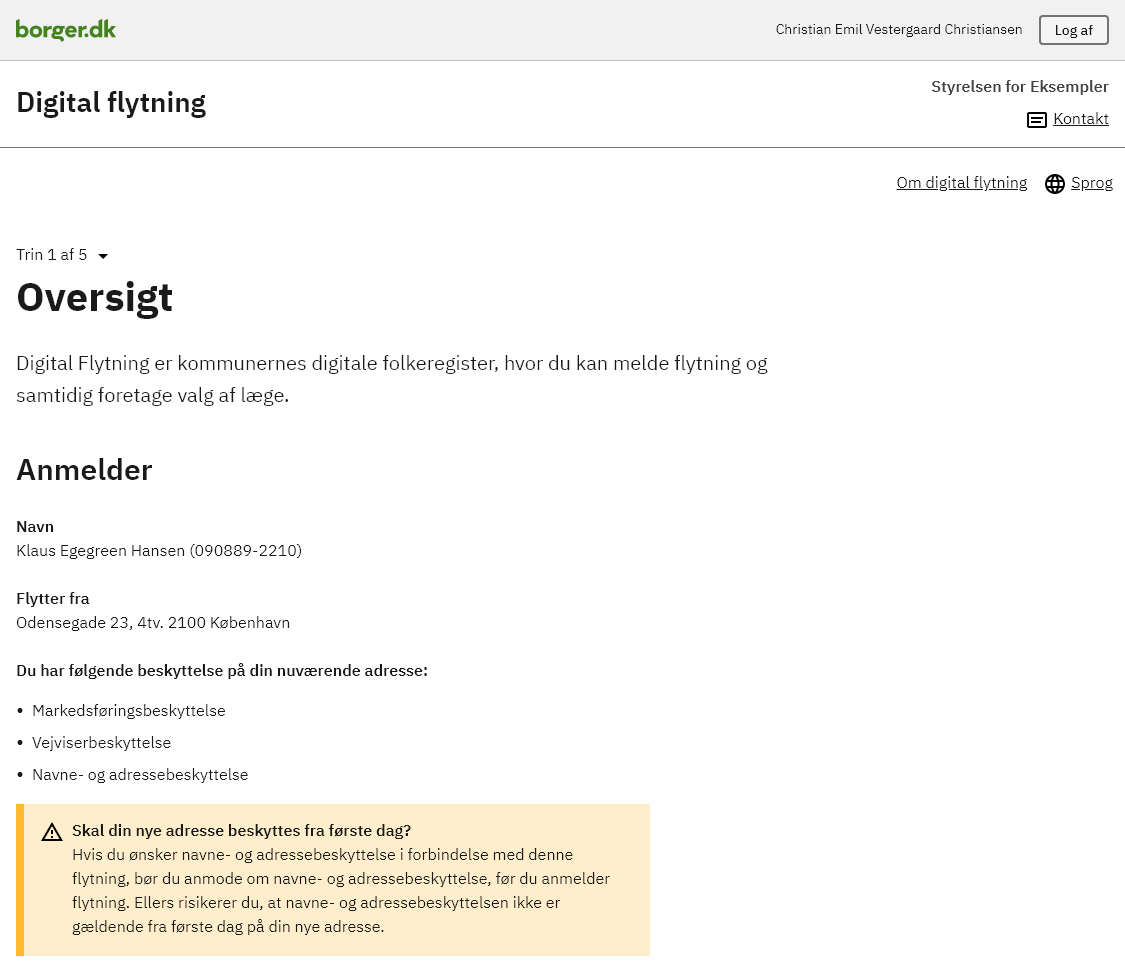 borger.dk
Christian Emil Vestergaard Christiansen
Log af
Digital flytning
Styrelsen for Eksempler
Kontakt
Om digital flytning
Sprog
Trin 1 af 5
Oversigt
Digital Flytning er kommunernes digitale folkeregister, hvor du kan melde flytning og
samtidig foretage valg af læge.
Anmelder
Navn
Klaus Egegreen Hansen (090889-2210)
Flytter fra
Odensegade 23, 4tv. 2100 København
Du har følgende beskyttelse på din nuværende adresse:
• Markedsføringsbeskyttelse
• Vejviserbeskyttelse
• Navne- og adressebeskyttelse
Skal din nye adresse beskyttes fra første dag?
Hvis du ønsker navne- og adressebeskyttelse i forbindelse med denne
flytning, bør du anmode om navne- og adressebeskyttelse, før du anmelder
flytning. Ellers risikerer du, at navne- og adressebeskyttelsen ikke er
gældende fra første dag på din nye adresse.